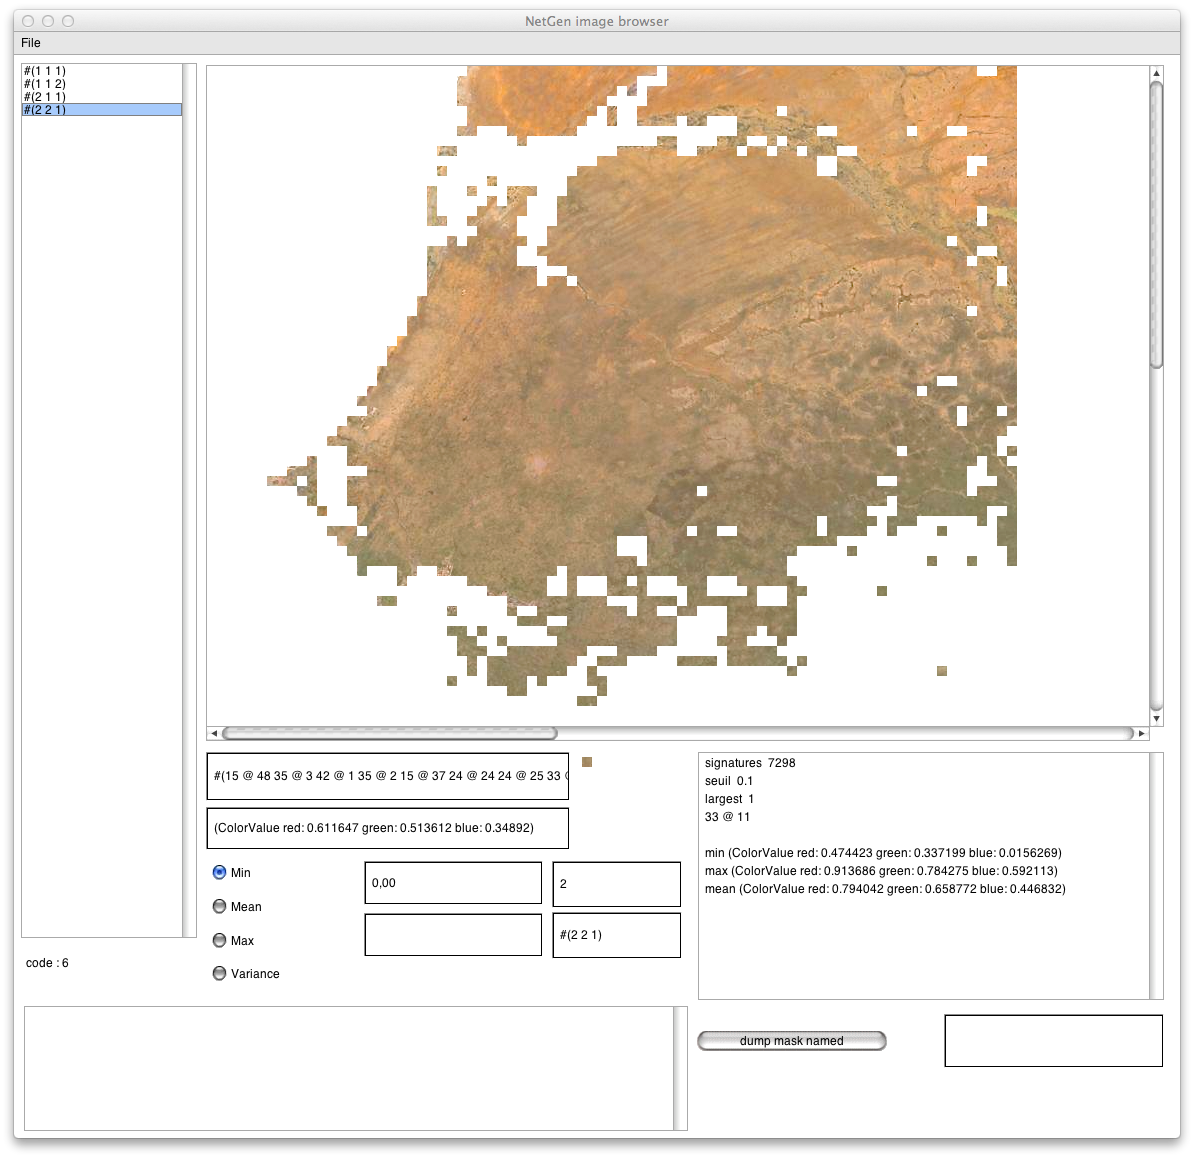 NetGen image browser
File
#(1 1 1)
#(1 1 2)
#(2 1 1)
#(2 2 1)
#(15 @ 48 35 @ 3 42 @ 1 35 @ 2 15 @ 37 24 @ 24 24 @ 25 33 @
(ColorValue red: 0.611647 green: 0.513612 blue: 0.34892)
Min
Mean
Max
Variance
0,00
2
#(2 2 1)
signatures 7298
seuil 0.1
largest 1
33 @ 11
min (ColorValue red: 0.474423 green: 0.337199 blue: 0.0156269)
max (ColorValue red: 0.913686 green: 0.784275 blue: 0.592113)
mean (ColorValue red: 0.794042 green: 0.658772 blue: 0.446832)
code : 6
dump mask named